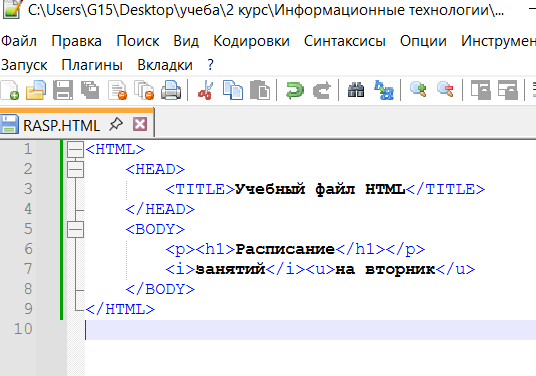 C:\Users\G15\Desktop\учеба\2 курс\Информационные технологии\...
Файл Правка Поиск Вид Кодировки Синтаксисы Опции Инструмен
Запуск Плагины Вкладки ?
RASP.HTML
1 <HTML>
2 <HEAD>
3 <TITLE>Учебный файл HTML</TITLE>
4 </HEAD>
5 <BODY>
6 <p><h1>Расписание</h1></p>
7 <i>занятий</i><u>на вторник</u>
8 </BODY>
9 </HTML>
10